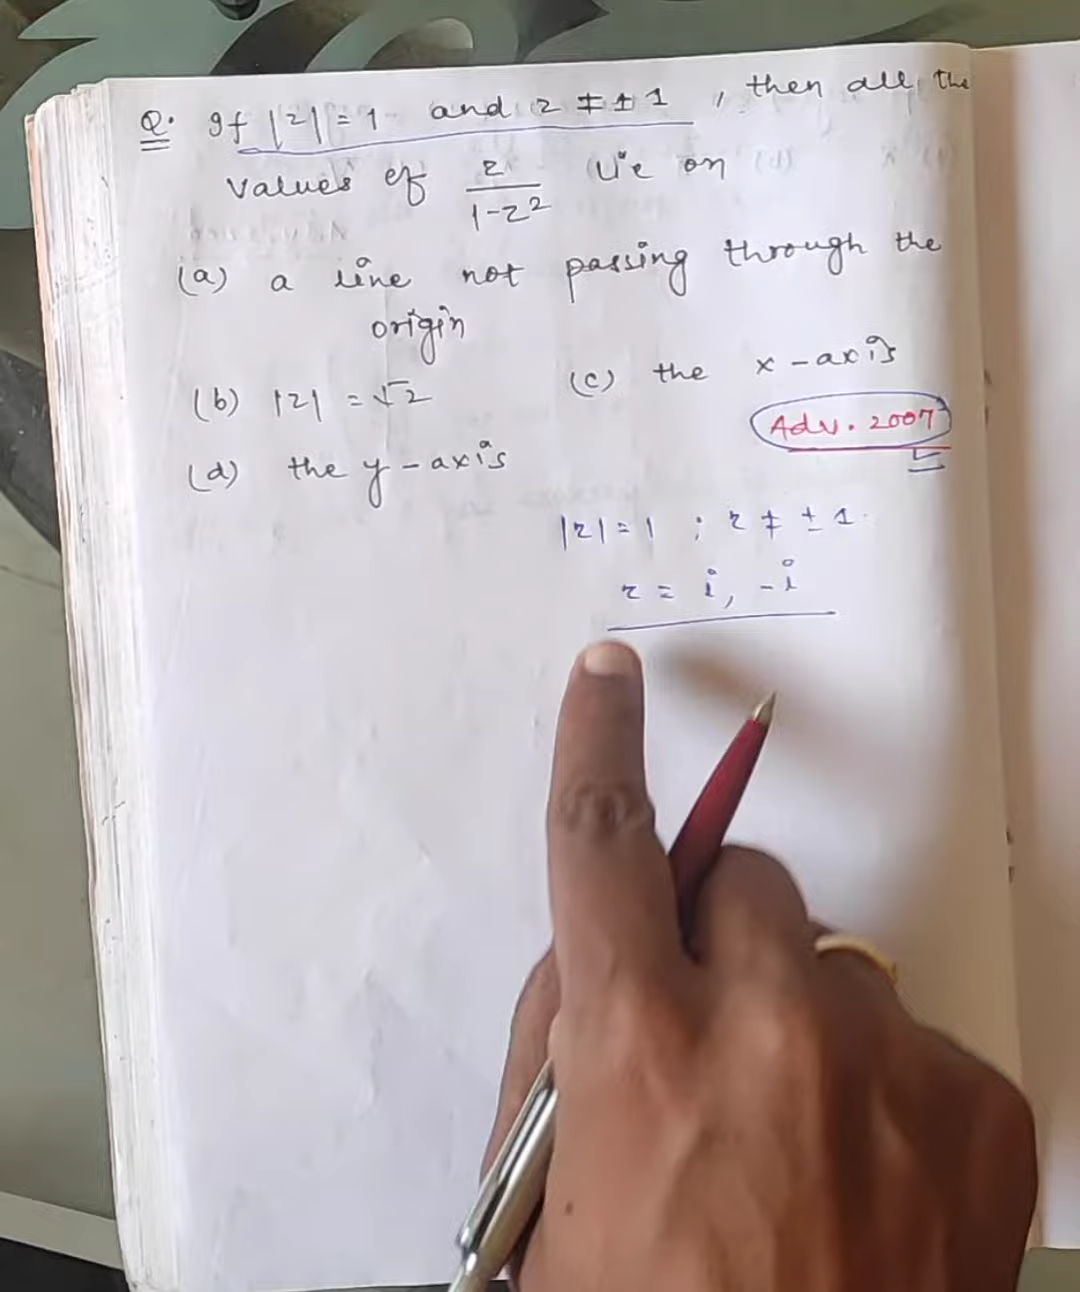 Q. If |z| = 1 and z ≠ ± 1 , then all the
values of z/(1-z²) lie on
(a) a line not passing through the
origin
(b) |z| = √2
(c) the x-axis
Adv. 2007
(d) the y-axis
|z| = 1 ; z ≠ ± 1
z = i, -i